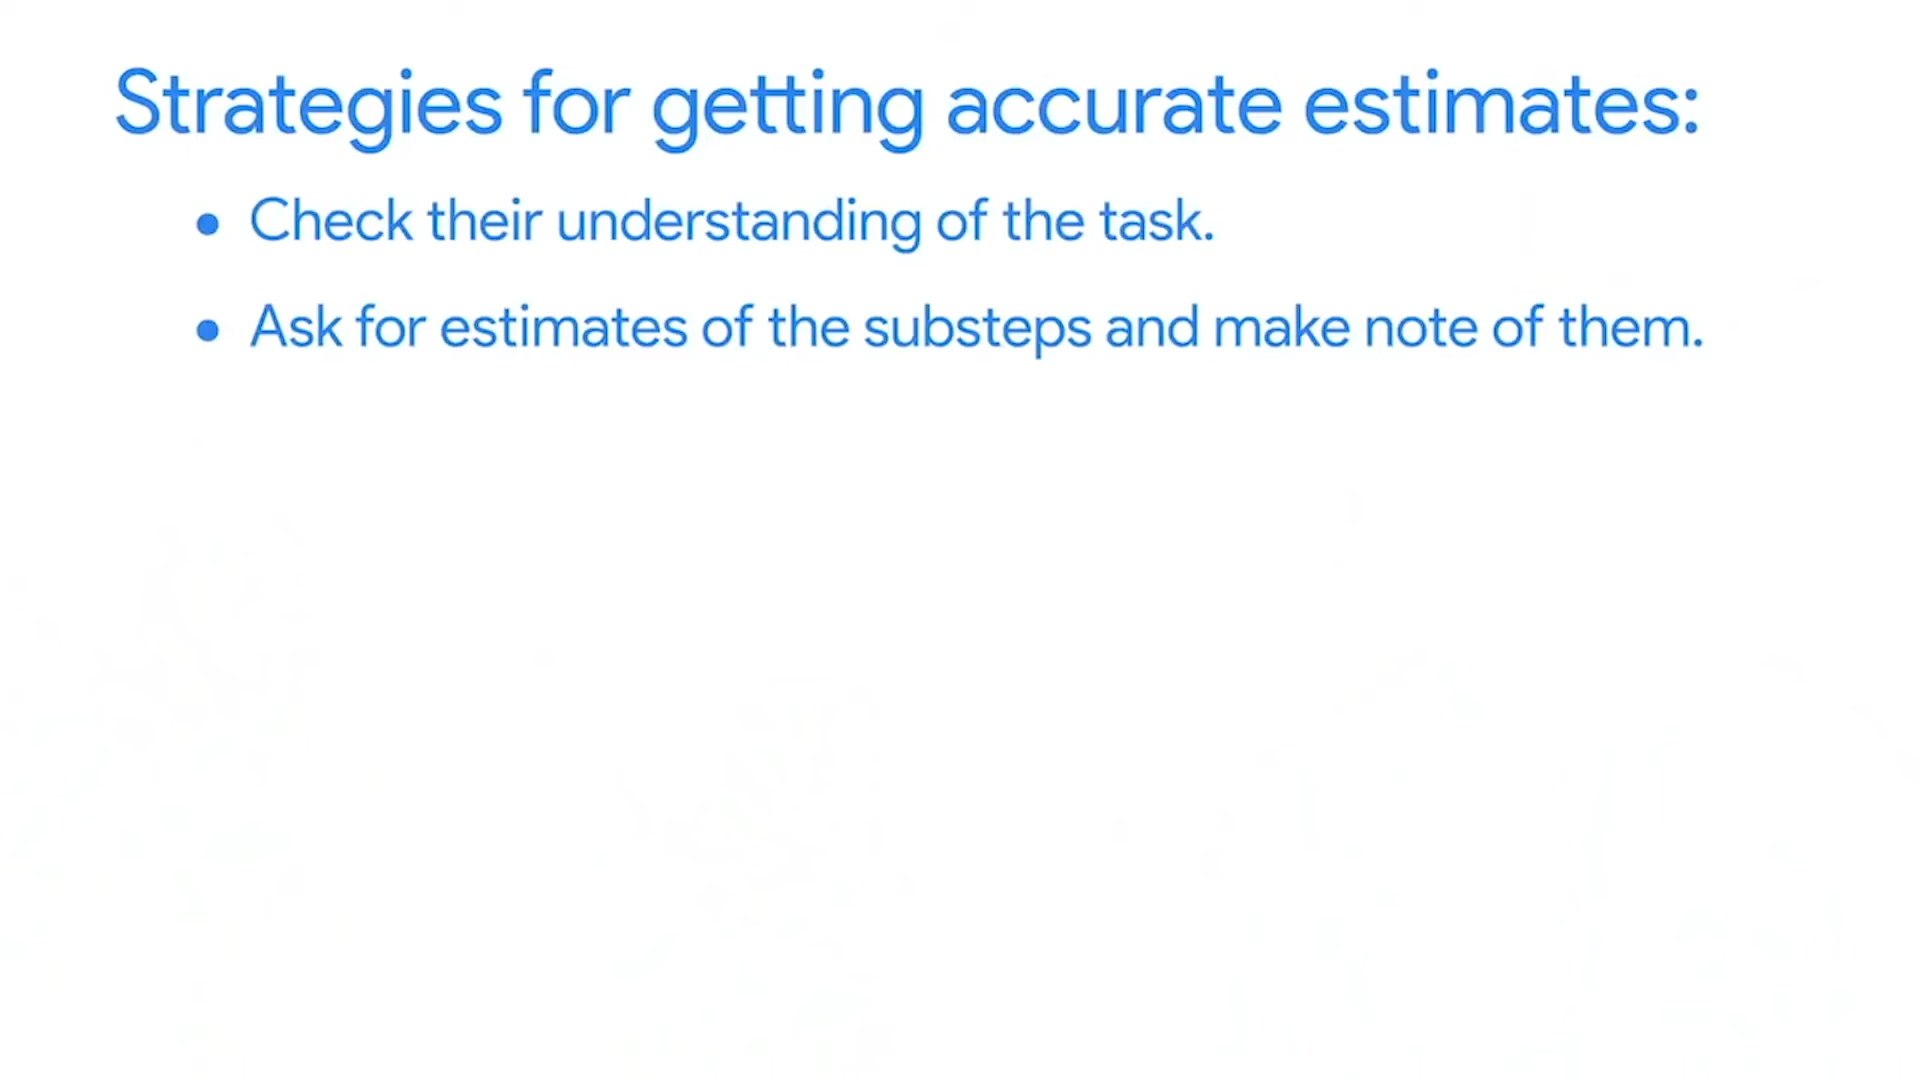 Strategies for getting accurate estimates:
• Check their understanding of the task.
• Ask for estimates of the substeps and make note of them.